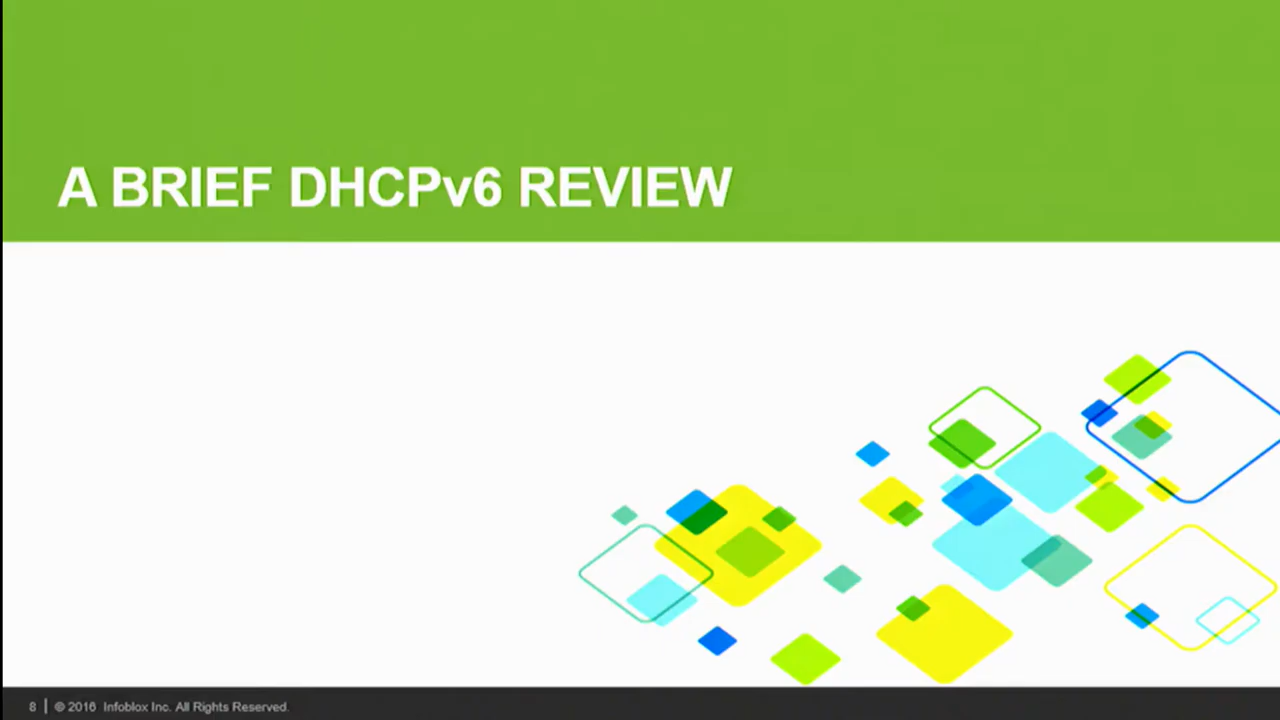 A BRIEF DHCPv6 REVIEW
8 | © 2016 Infoblox Inc. All Rights Reserved.